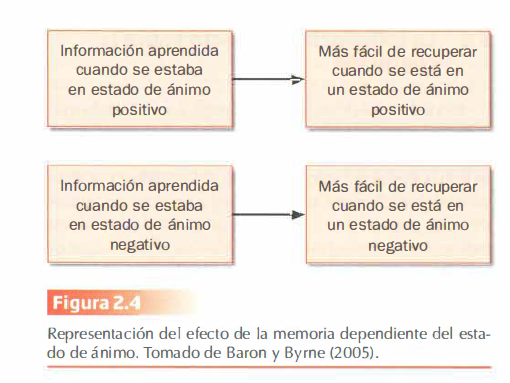 Información aprendida
cuando se estaba
en estado de ánimo
positivo
Más fácil de recuperar
cuando se está en
un estado de ánimo
positivo
Información aprendida
cuando se estaba
en estado de ánimo
negativo
Más fácil de recuperar
cuando se está en
un estado de ánimo
negativo
Figura 2.4
Representación del efecto de la memoria dependiente del esta-
do de ánimo. Tomado de Baron y Byrne (2005).